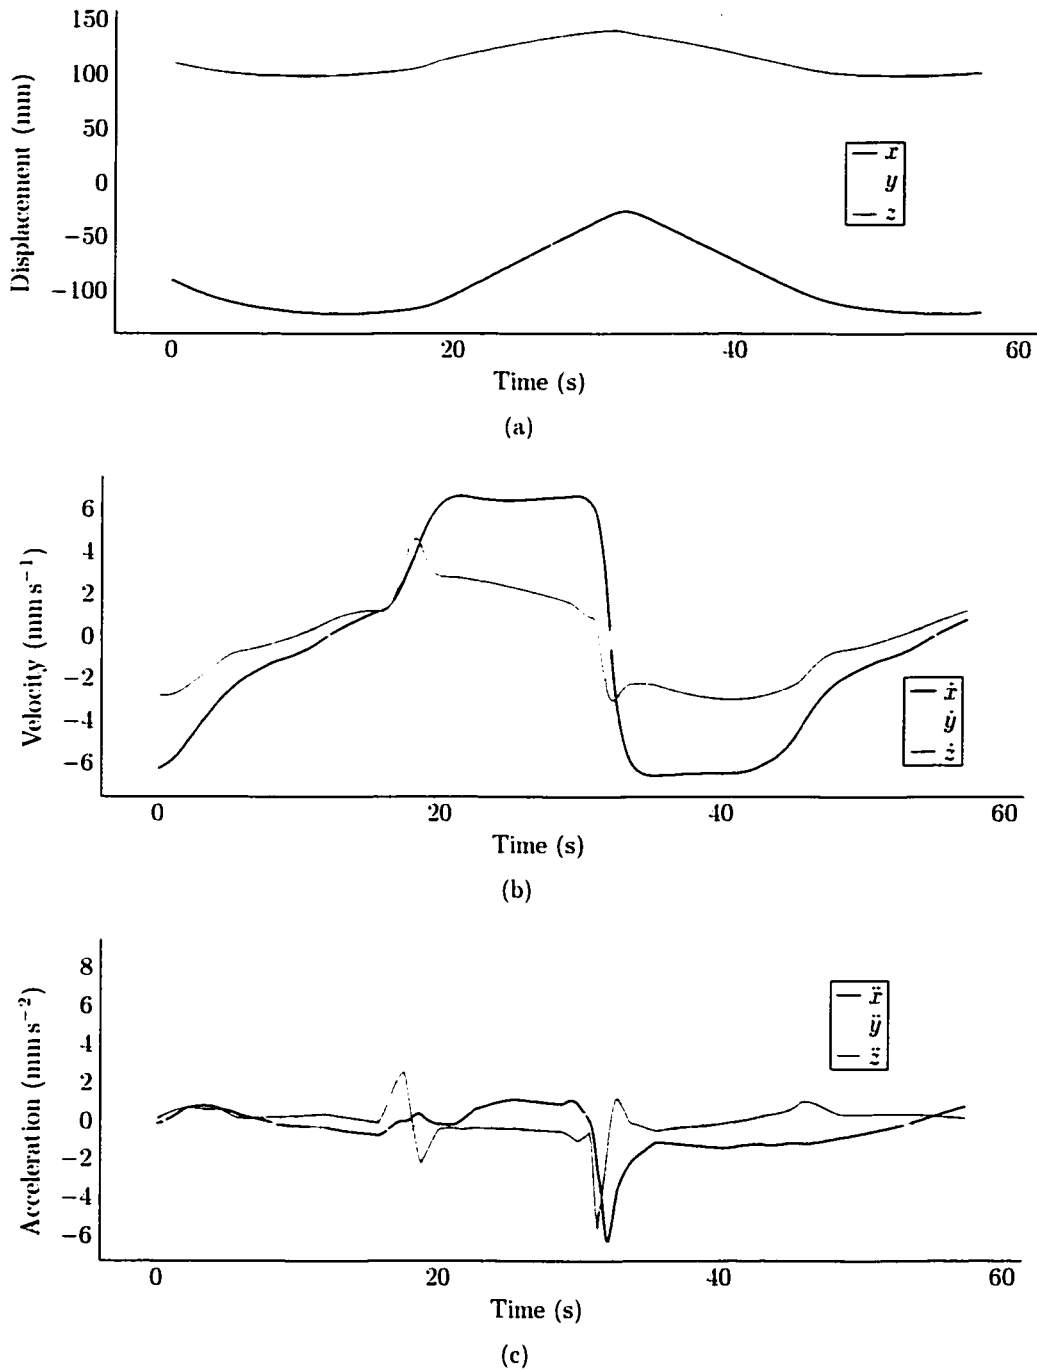 150
100
50
0
−50
−100
Displacement (mm)
x
y
z
0 20 40 60
Time (s)
(a)
6
4
2
0
−2
−4
−6
Velocity (mm s⁻¹)
ẋ
ẏ
ż
0 20 40 60
Time (s)
(b)
8
6
4
2
0
−2
−4
−6
Acceleration (mm s⁻²)
ẍ
ÿ
z̈
0 20 40 60
Time (s)
(c)